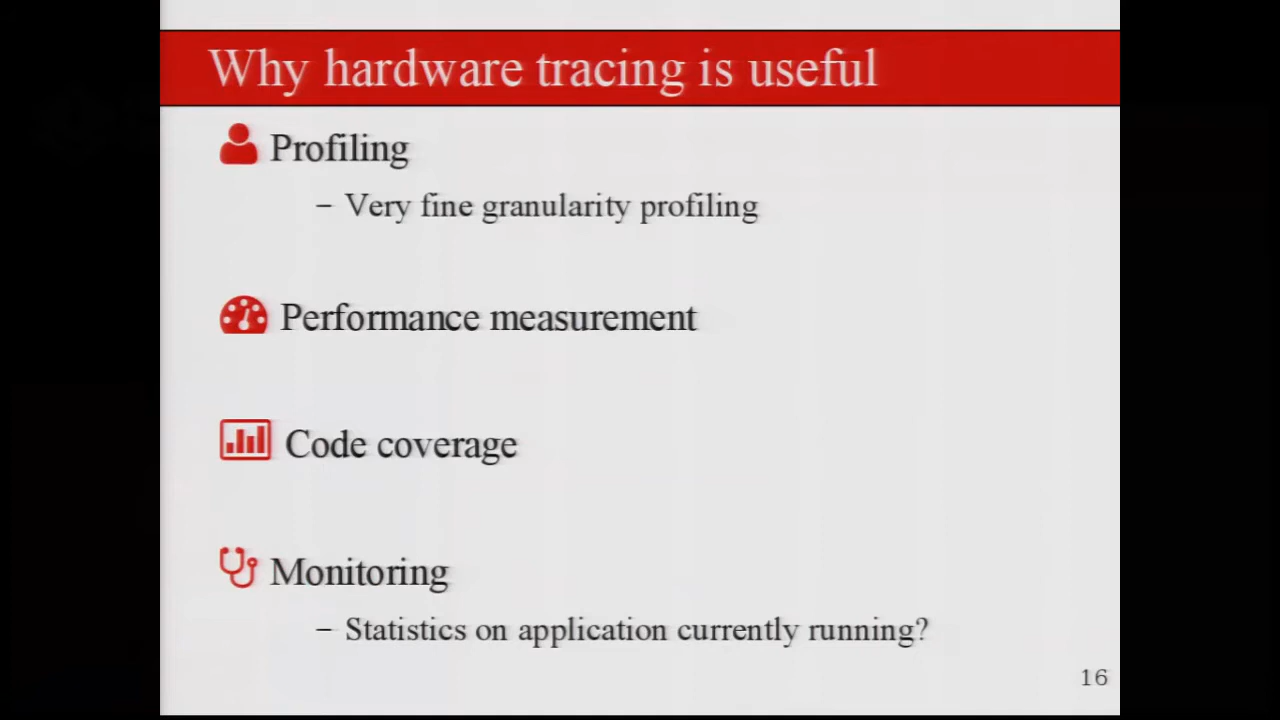 Why hardware tracing is useful
Profiling
– Very fine granularity profiling
Performance measurement
Code coverage
Monitoring
– Statistics on application currently running?
16